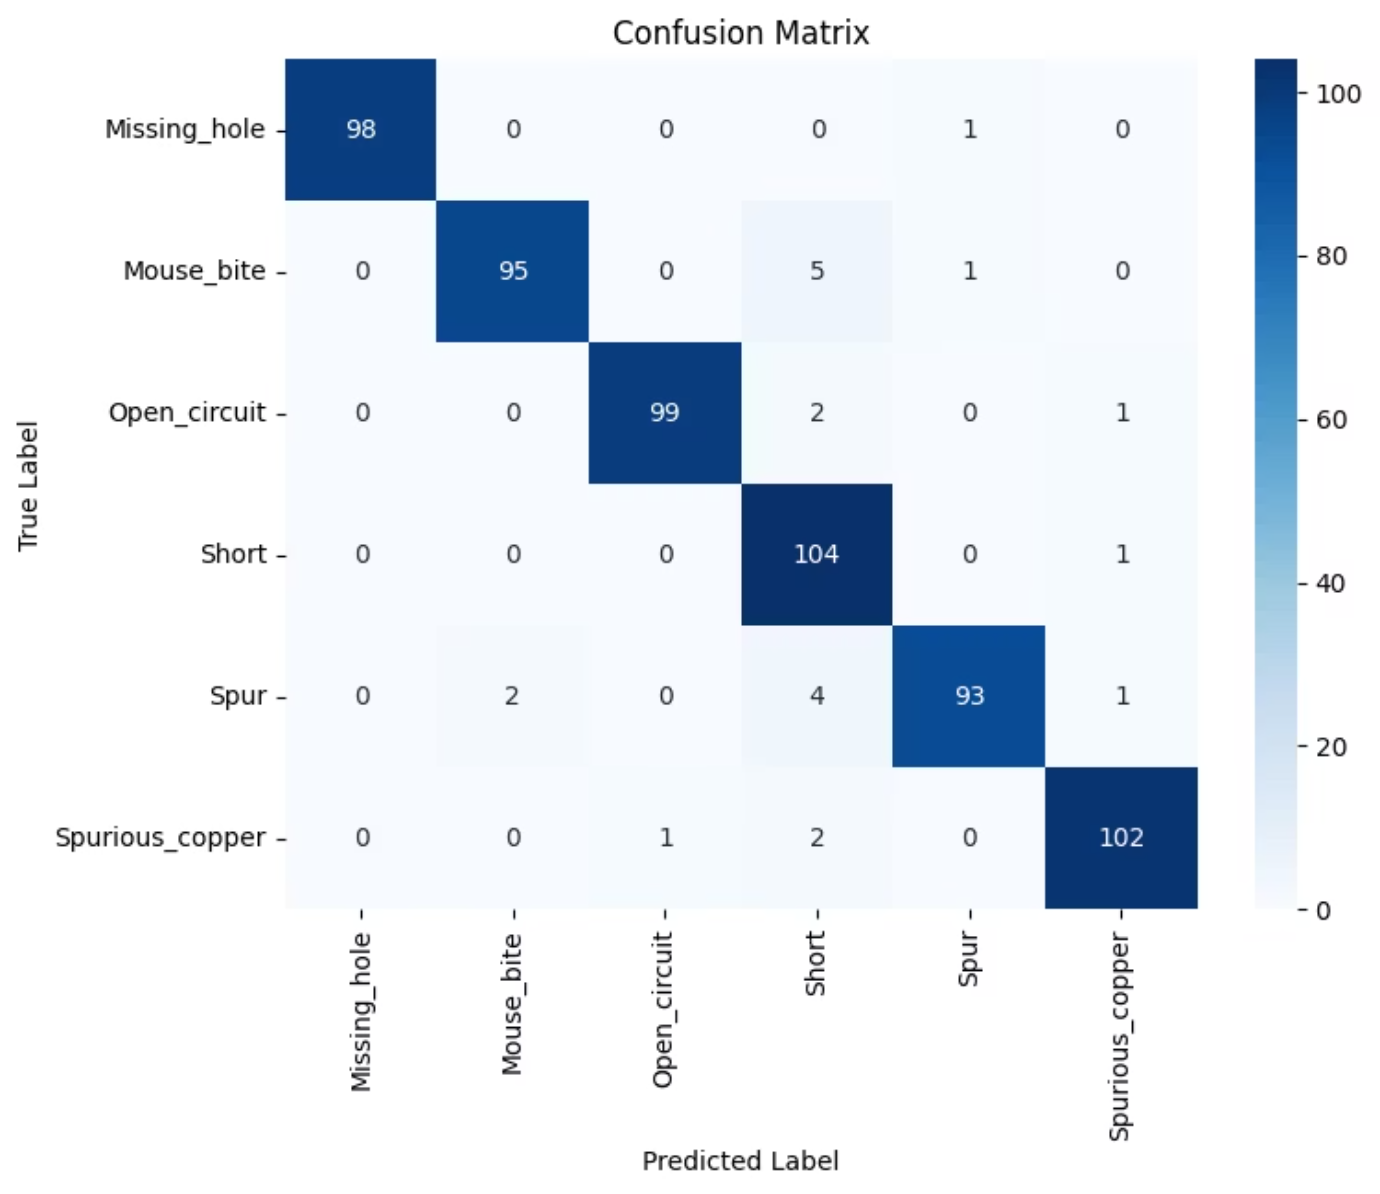 Confusion Matrix
Missing_hole 98 0 0 0 1 0
Mouse_bite 0 95 0 5 1 0
Open_circuit 0 0 99 2 0 1
Short 0 0 0 104 0 1
Spur 0 2 0 4 93 1
Spurious_copper 0 0 1 2 0 102
True Label
Missing_hole
Mouse_bite
Open_circuit
Short
Spur
Spurious_copper
Predicted Label
100
80
60
40
20
0